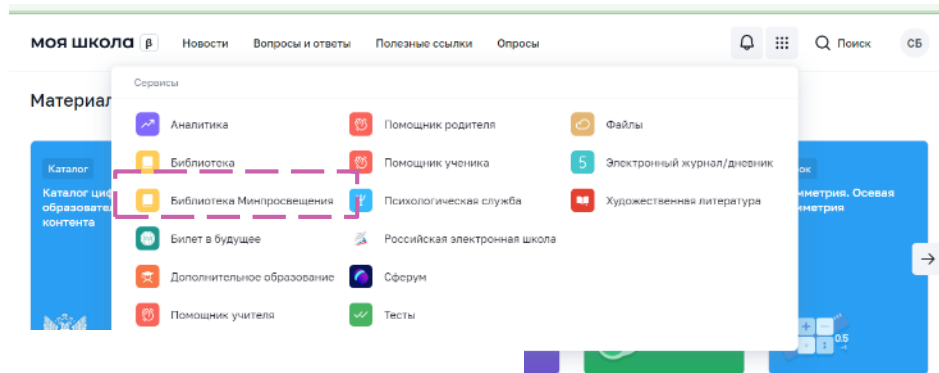 моя школа β Новости Вопросы и ответы Полезные ссылки Опросы Поиск СБ
Сервисы
Материал
Аналитика Помощник родителя Файлы
Библиотека Помощник ученика 5 Электронный журнал/дневник
Каталог
Каталог циф
образовател
контента
Библиотека Минпросвещения Психологическая служба Художественная литература
ок
мметрия. Осевая
мметрия
Билет в будущее Российская электронная школа
Дополнительное образование Сферум
Помощник учителя Тесты
0.5